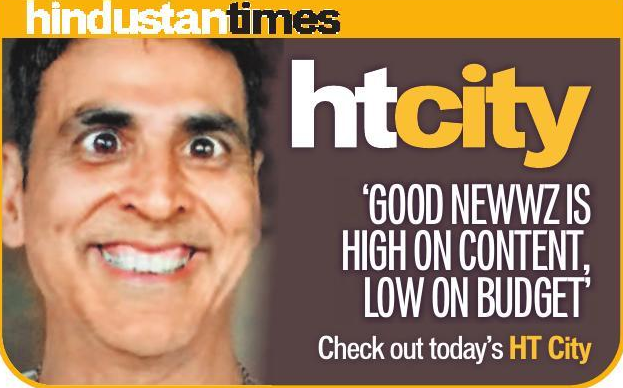 hindustantimes
htcity
‘GOOD NEWWZ IS
HIGH ON CONTENT,
LOW ON BUDGET’
Check out today’s HT City